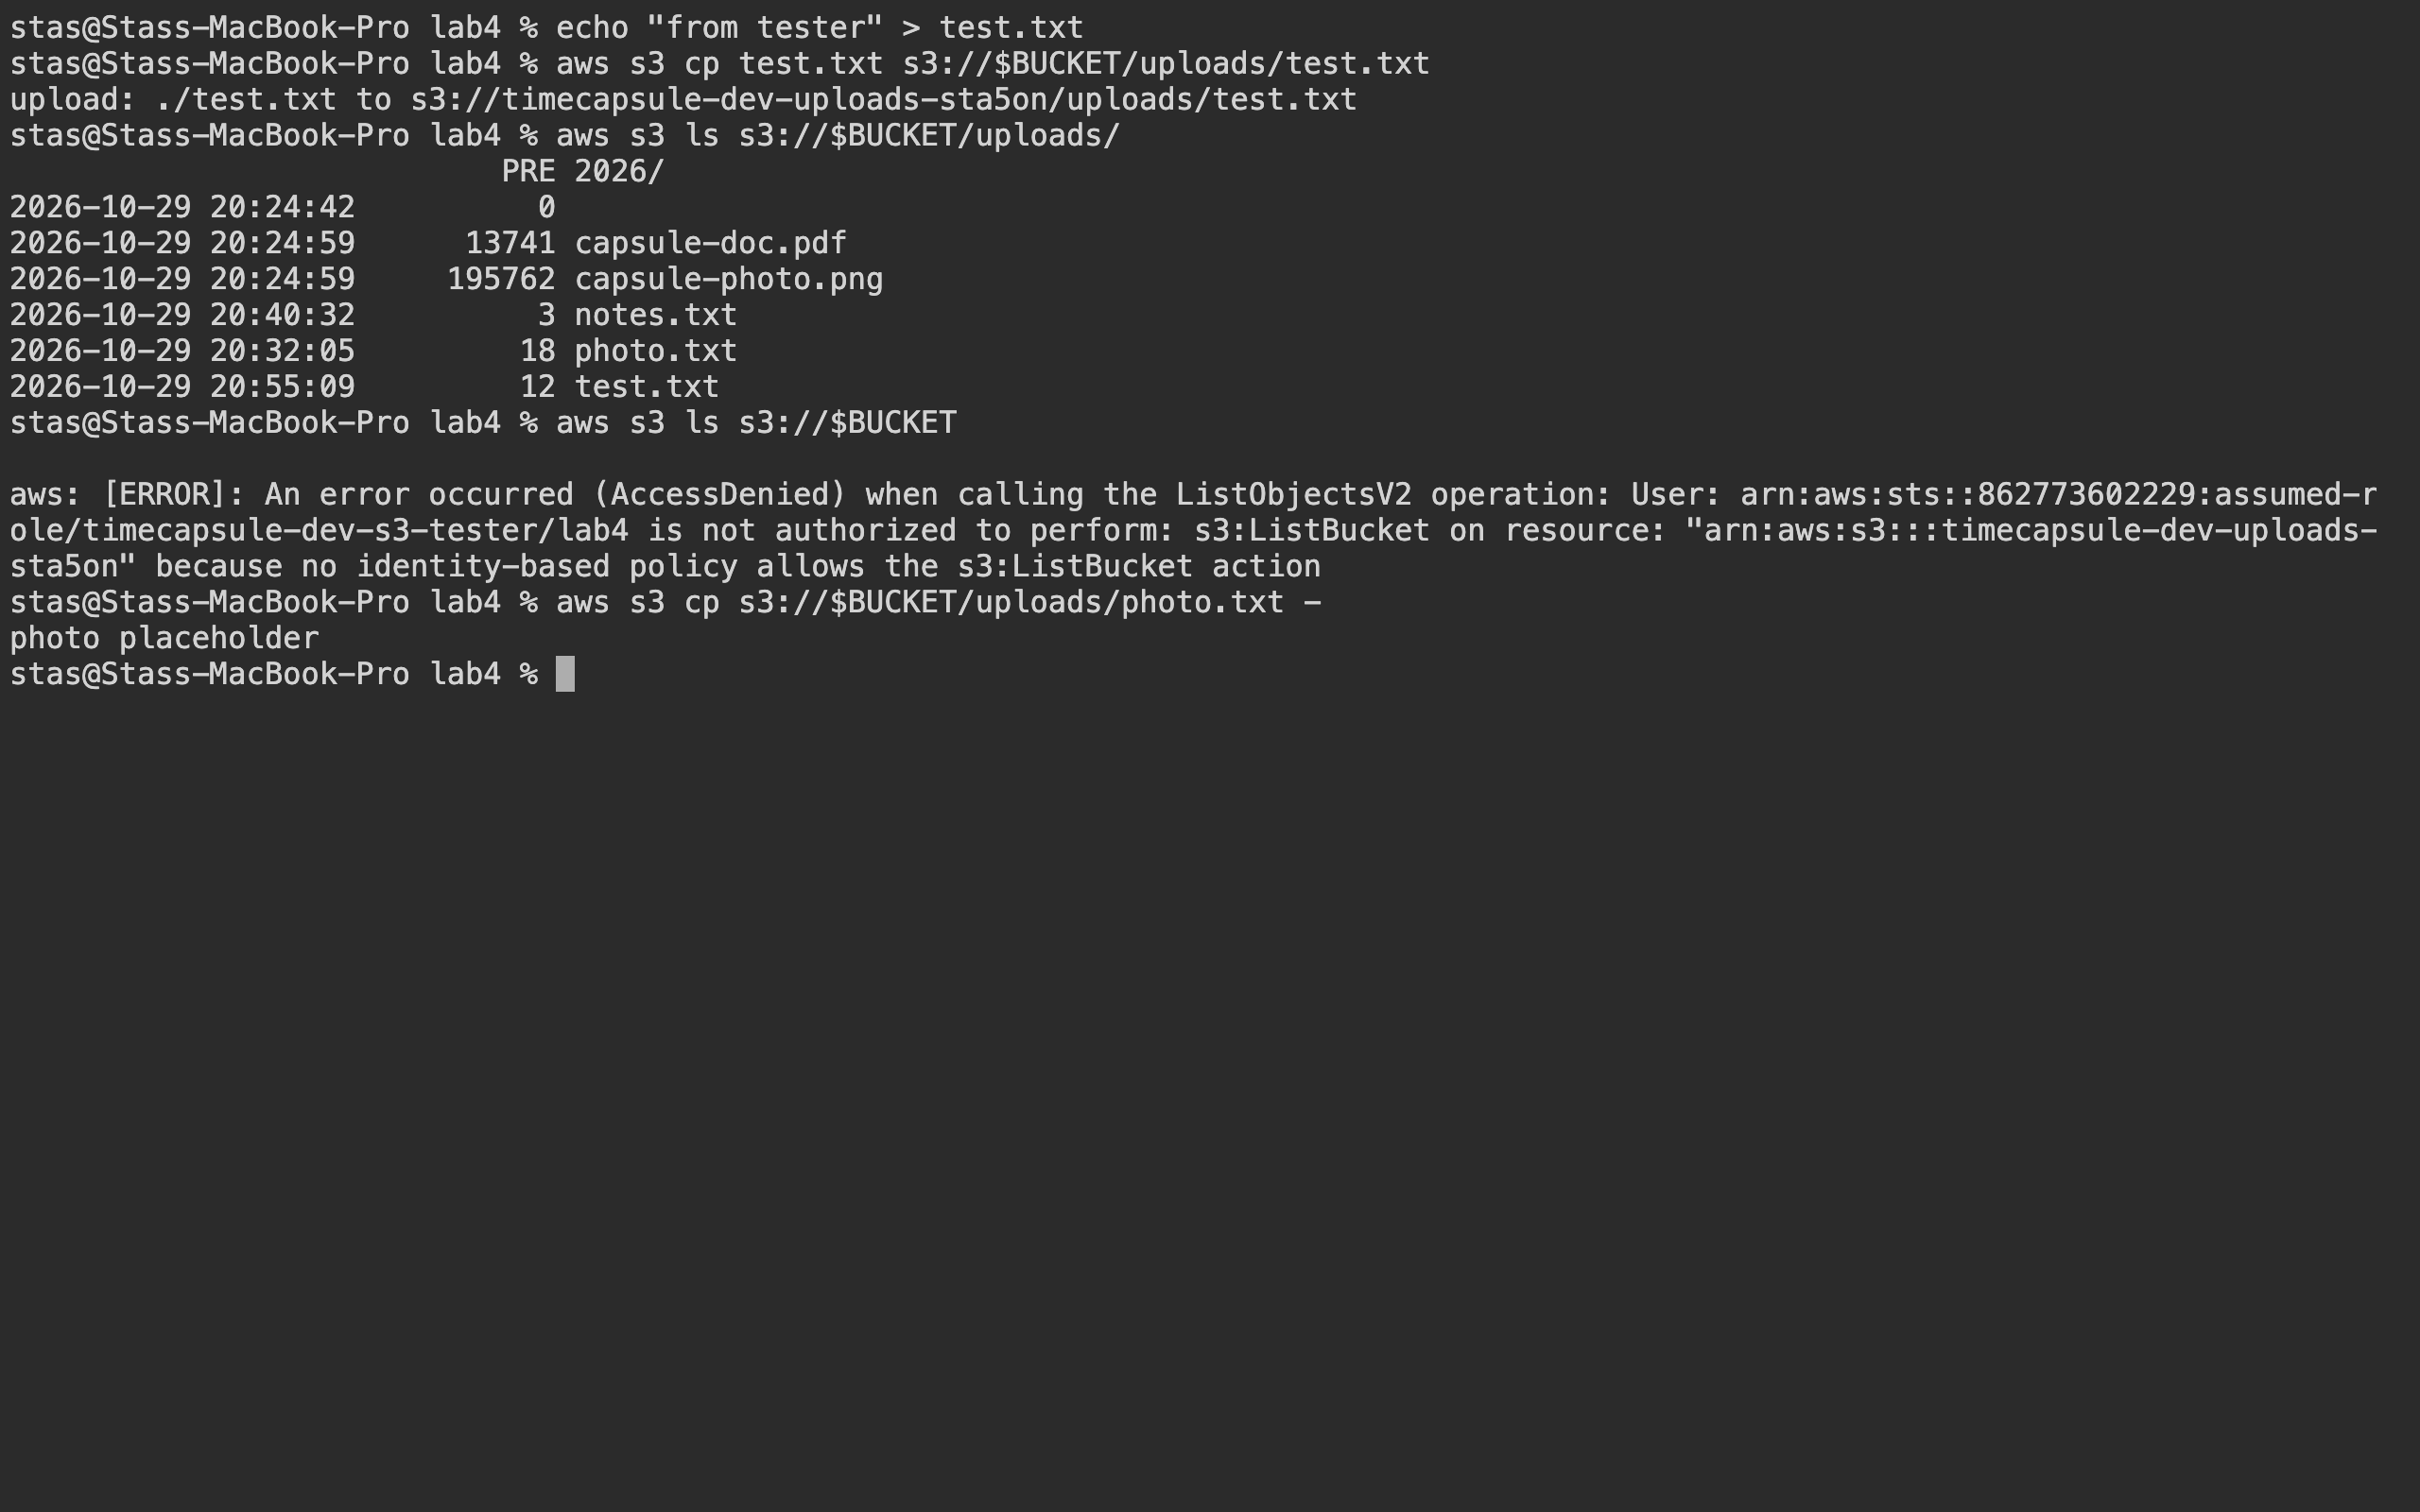 stas@Stass-MacBook-Pro lab4 % echo "from tester" > test.txt
stas@Stass-MacBook-Pro lab4 % aws s3 cp test.txt s3://$BUCKET/uploads/test.txt
upload: ./test.txt to s3://timecapsule-dev-uploads-sta5on/uploads/test.txt
stas@Stass-MacBook-Pro lab4 % aws s3 ls s3://$BUCKET/uploads/
                           PRE 2026/
2026-10-29 20:24:42          0
2026-10-29 20:24:59      13741 capsule-doc.pdf
2026-10-29 20:24:59     195762 capsule-photo.png
2026-10-29 20:40:32          3 notes.txt
2026-10-29 20:32:05         18 photo.txt
2026-10-29 20:55:09         12 test.txt
stas@Stass-MacBook-Pro lab4 % aws s3 ls s3://$BUCKET
aws: [ERROR]: An error occurred (AccessDenied) when calling the ListObjectsV2 operation: User: arn:aws:sts::862773602229:assumed-r
ole/timecapsule-dev-s3-tester/lab4 is not authorized to perform: s3:ListBucket on resource: "arn:aws:s3:::timecapsule-dev-uploads-
sta5on" because no identity-based policy allows the s3:ListBucket action
stas@Stass-MacBook-Pro lab4 % aws s3 cp s3://$BUCKET/uploads/photo.txt -
photo placeholder
stas@Stass-MacBook-Pro lab4 %